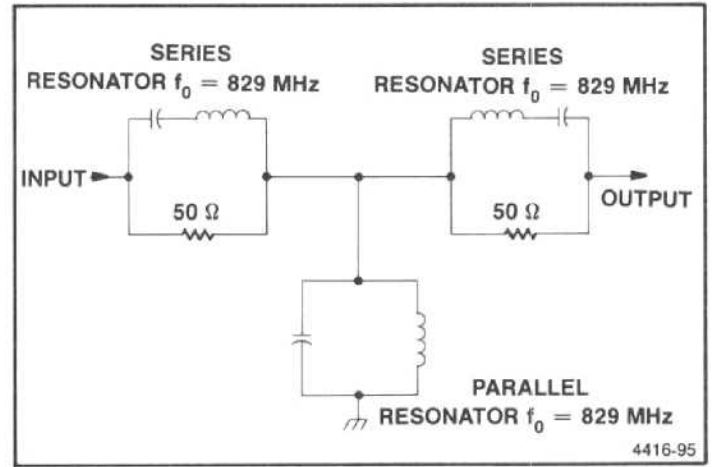 SERIES
RESONATOR f₀ = 829 MHz
SERIES
RESONATOR f₀ = 829 MHz
INPUT
50 Ω
50 Ω
OUTPUT
PARALLEL
RESONATOR f₀ = 829 MHz
4416-95